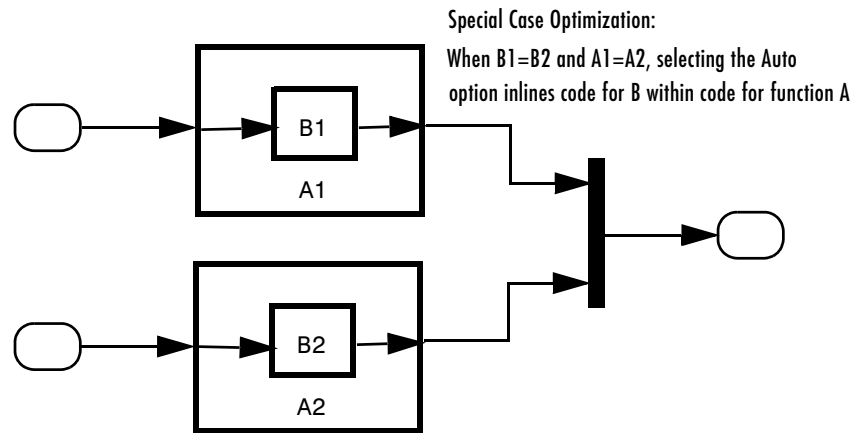 Special Case Optimization:
When B1=B2 and A1=A2, selecting the Auto
option inlines code for B within code for function A
B1
A1
B2
A2